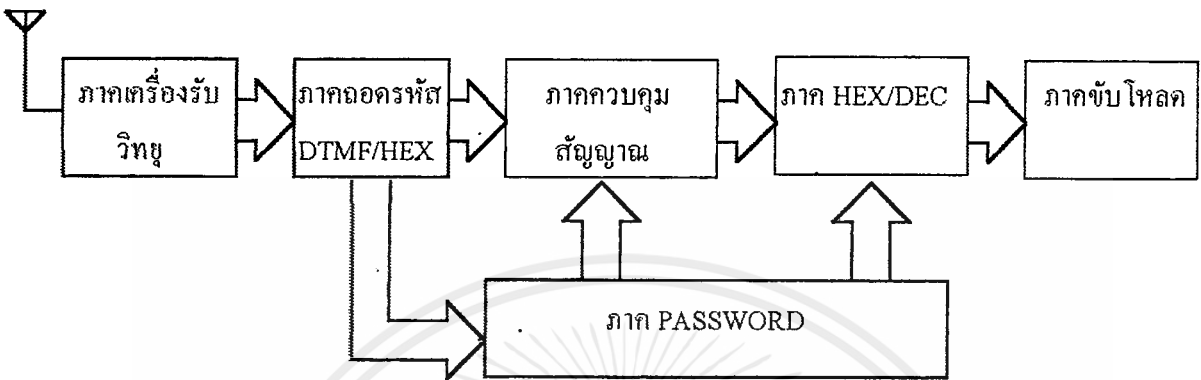 ภาคเครื่องรับ
วิทยุ
ภาคถอดรหัส
DTMF/HEX
ภาคควบคุม
สัญญาณ
ภาค HEX/DEC
ภาคขับโหลด
ภาค PASSWORD